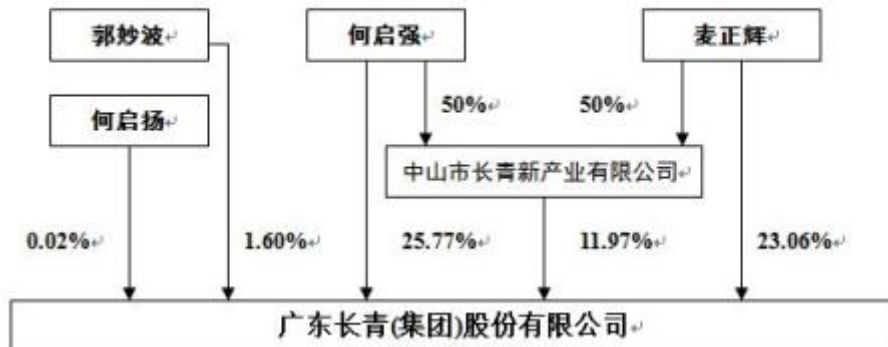 郭妙波
何启强
麦正辉
何启扬
50%
50%
中山市长青新产业有限公司
0.02%
1.60%
25.77%
11.97%
23.06%
广东长青(集团)股份有限公司